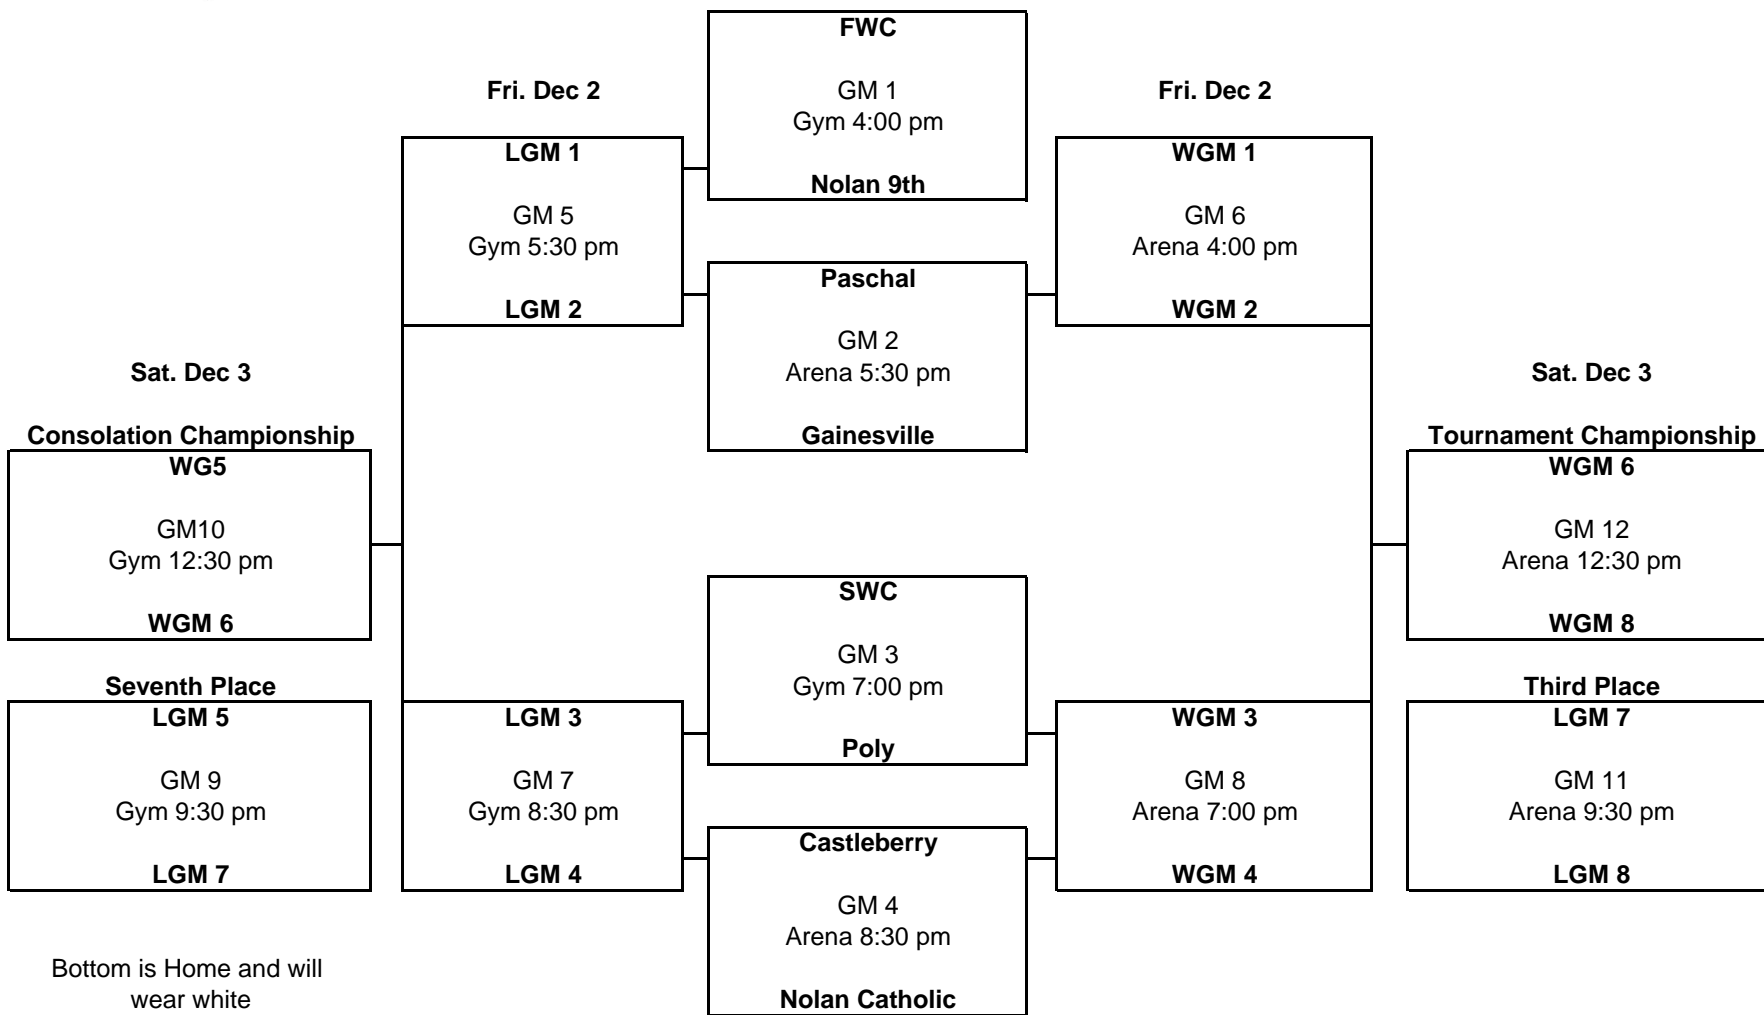 FWC
GM 1
Gym 4:00 pm
Nolan 9th
Fri. Dec 2
LGM 1
GM 5
Gym 5:30 pm
LGM 2
Fri. Dec 2
WGM 1
GM 6
Arena 4:00 pm
WGM 2
Paschal
GM 2
Arena 5:30 pm
Gainesville
Sat. Dec 3
Consolation Championship
WG5
GM10
Gym 12:30 pm
WGM 6
Sat. Dec 3
Tournament Championship
WGM 6
GM 12
Arena 12:30 pm
WGM 8
SWC
GM 3
Gym 7:00 pm
Poly
Seventh Place
LGM 5
GM 9
Gym 9:30 pm
LGM 7
LGM 3
GM 7
Gym 8:30 pm
LGM 4
WGM 3
GM 8
Arena 7:00 pm
WGM 4
Third Place
LGM 7
GM 11
Arena 9:30 pm
LGM 8
Castleberry
GM 4
Arena 8:30 pm
Nolan Catholic
Bottom is Home and will
wear white